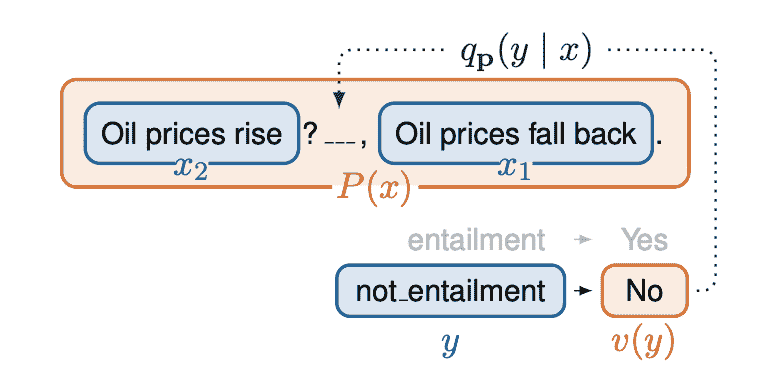 q_p(y | x)
Oil prices rise ? ___, Oil prices fall back .
x_2 x_1
P(x)
entailment Yes
not_entailment No
y v(y)